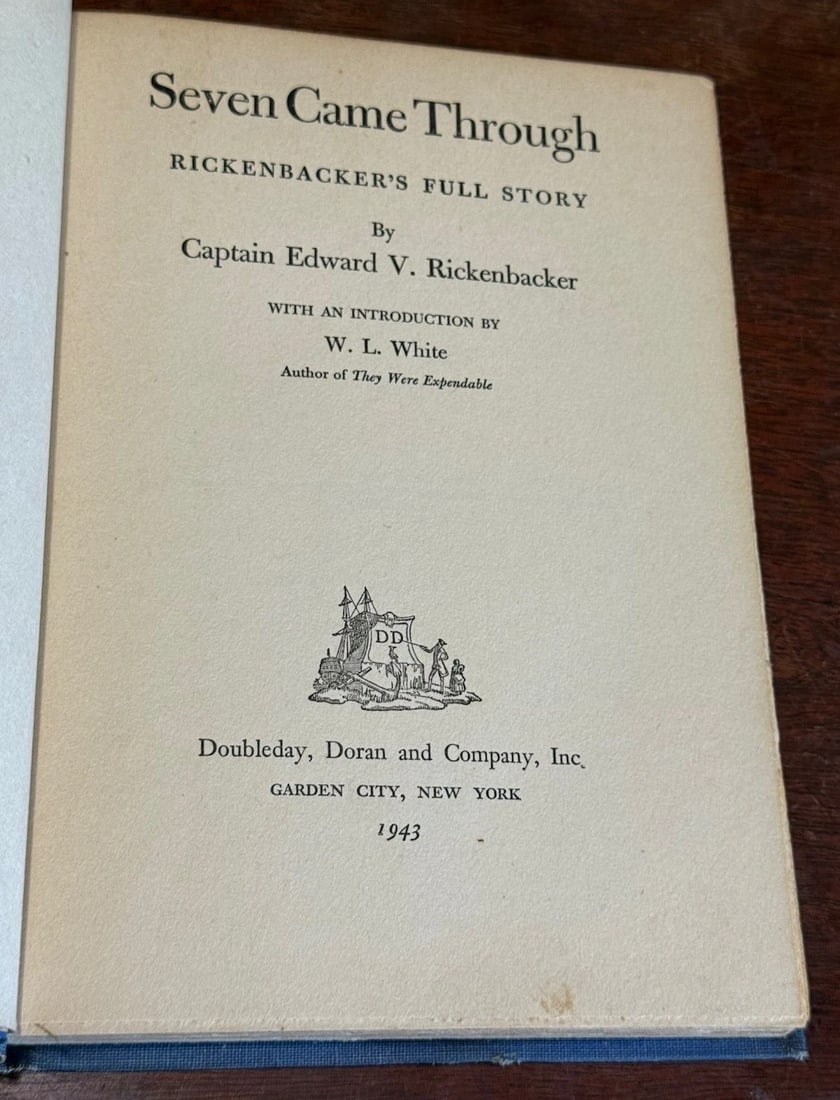 Seven Came Through
RICKENBACKER'S FULL STORY
By
Captain Edward V. Rickenbacker
WITH AN INTRODUCTION BY
W. L. White
Author of They Were Expendable
DD
Doubleday, Doran and Company, Inc.
GARDEN CITY, NEW YORK
1943